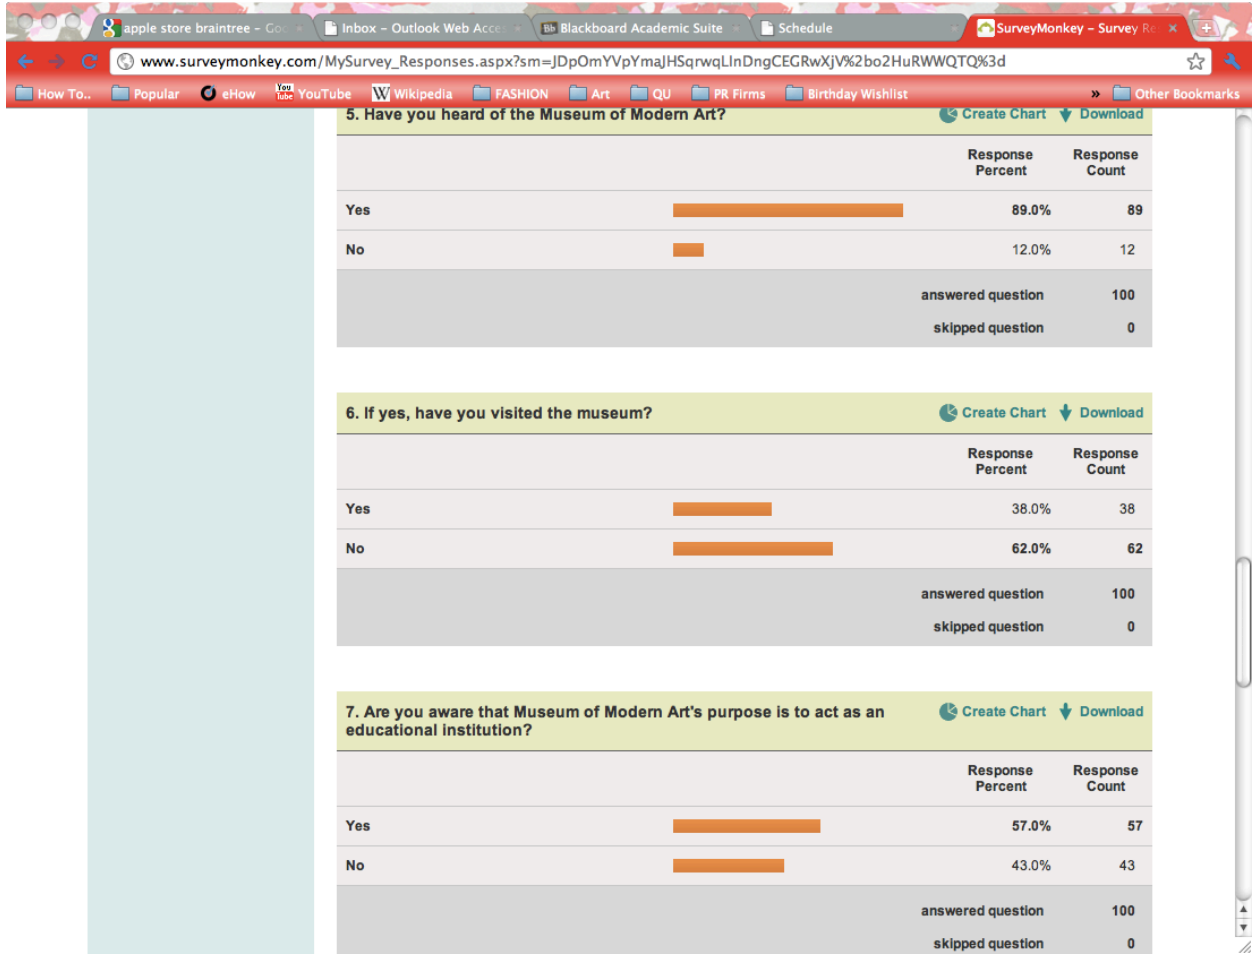 apple store braintree – Go
Inbox – Outlook Web Acce
Bb Blackboard Academic Suite
Schedule
SurveyMonkey – Survey Re
www.surveymonkey.com/MySurvey_Responses.aspx?sm=JDpOmYVpYmaJHSqrwqLlnDngCEGRwXjV%2bo2HuRWWQTQ%3d
How To.. Popular eHow You Tube YouTube W Wikipedia FASHION Art QU PR Firms Birthday Wishlist » Other Bookmarks
5. Have you heard of the Museum of Modern Art? Create Chart Download
Response Percent Response Count
Yes 89.0% 89
No 12.0% 12
answered question 100
skipped question 0
6. If yes, have you visited the museum? Create Chart Download
Response Percent Response Count
Yes 38.0% 38
No 62.0% 62
answered question 100
skipped question 0
7. Are you aware that Museum of Modern Art's purpose is to act as an Create Chart Download
educational institution?
Response Percent Response Count
Yes 57.0% 57
No 43.0% 43
answered question 100
skipped question 0